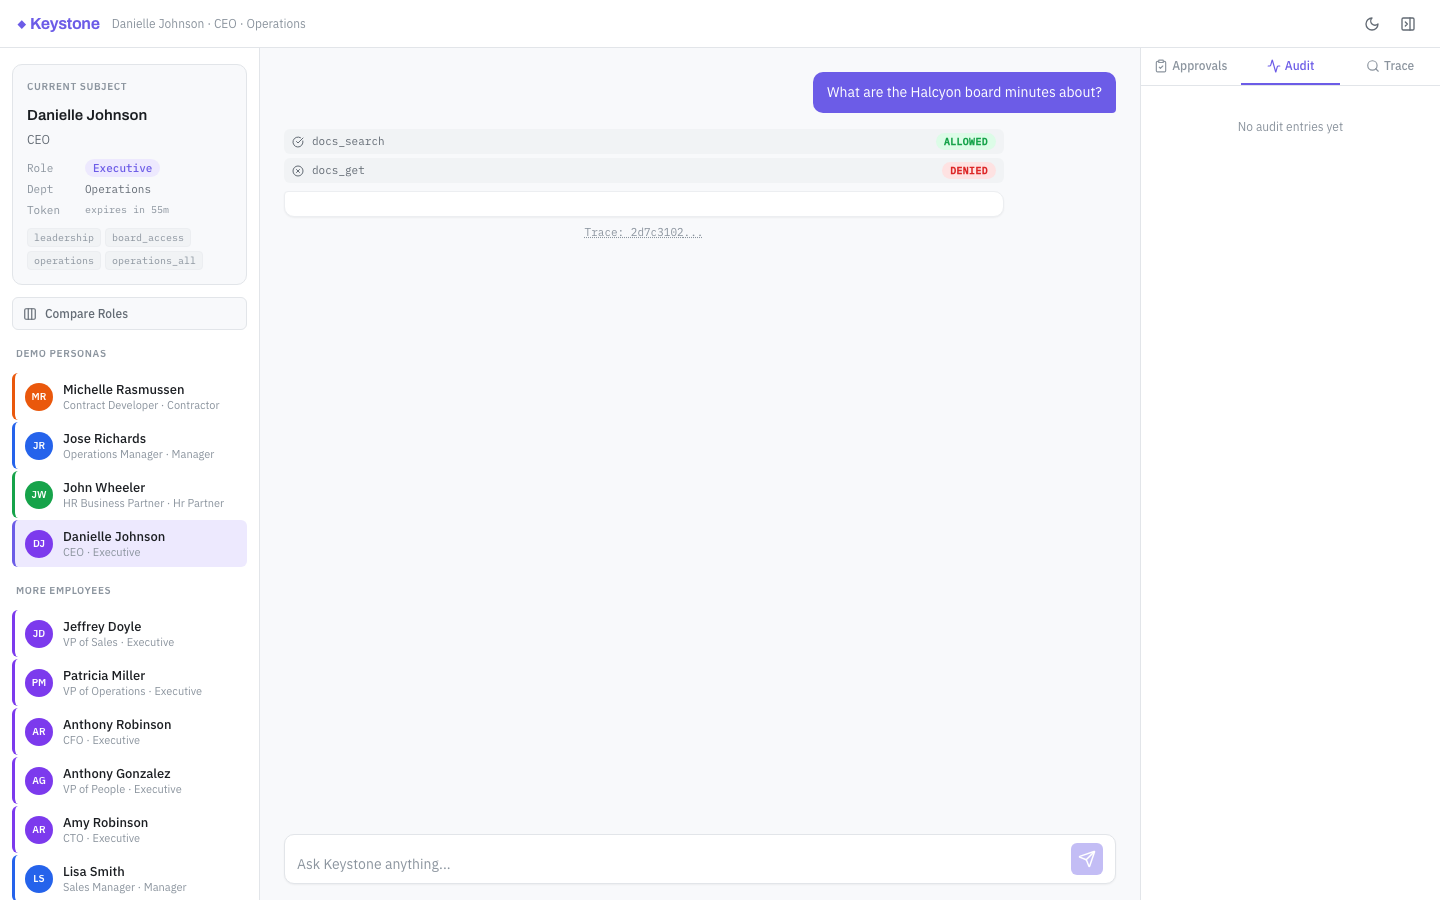 Keystone
Danielle Johnson · CEO · Operations
CURRENT SUBJECT
Danielle Johnson
CEO
Role Executive
Dept Operations
Token expires in 55m
leadership board_access
operations operations_all
Compare Roles
DEMO PERSONAS
MR Michelle Rasmussen
Contract Developer · Contractor
JR Jose Richards
Operations Manager · Manager
JW John Wheeler
HR Business Partner · Hr Partner
DJ Danielle Johnson
CEO · Executive
MORE EMPLOYEES
JD Jeffrey Doyle
VP of Sales · Executive
PM Patricia Miller
VP of Operations · Executive
AR Anthony Robinson
CFO · Executive
AG Anthony Gonzalez
VP of People · Executive
AR Amy Robinson
CTO · Executive
LS Lisa Smith
Sales Manager · Manager
What are the Halcyon board minutes about?
docs_search ALLOWED
docs_get DENIED
Trace: 2d7c3102...
Ask Keystone anything...
Approvals Audit Trace
No audit entries yet